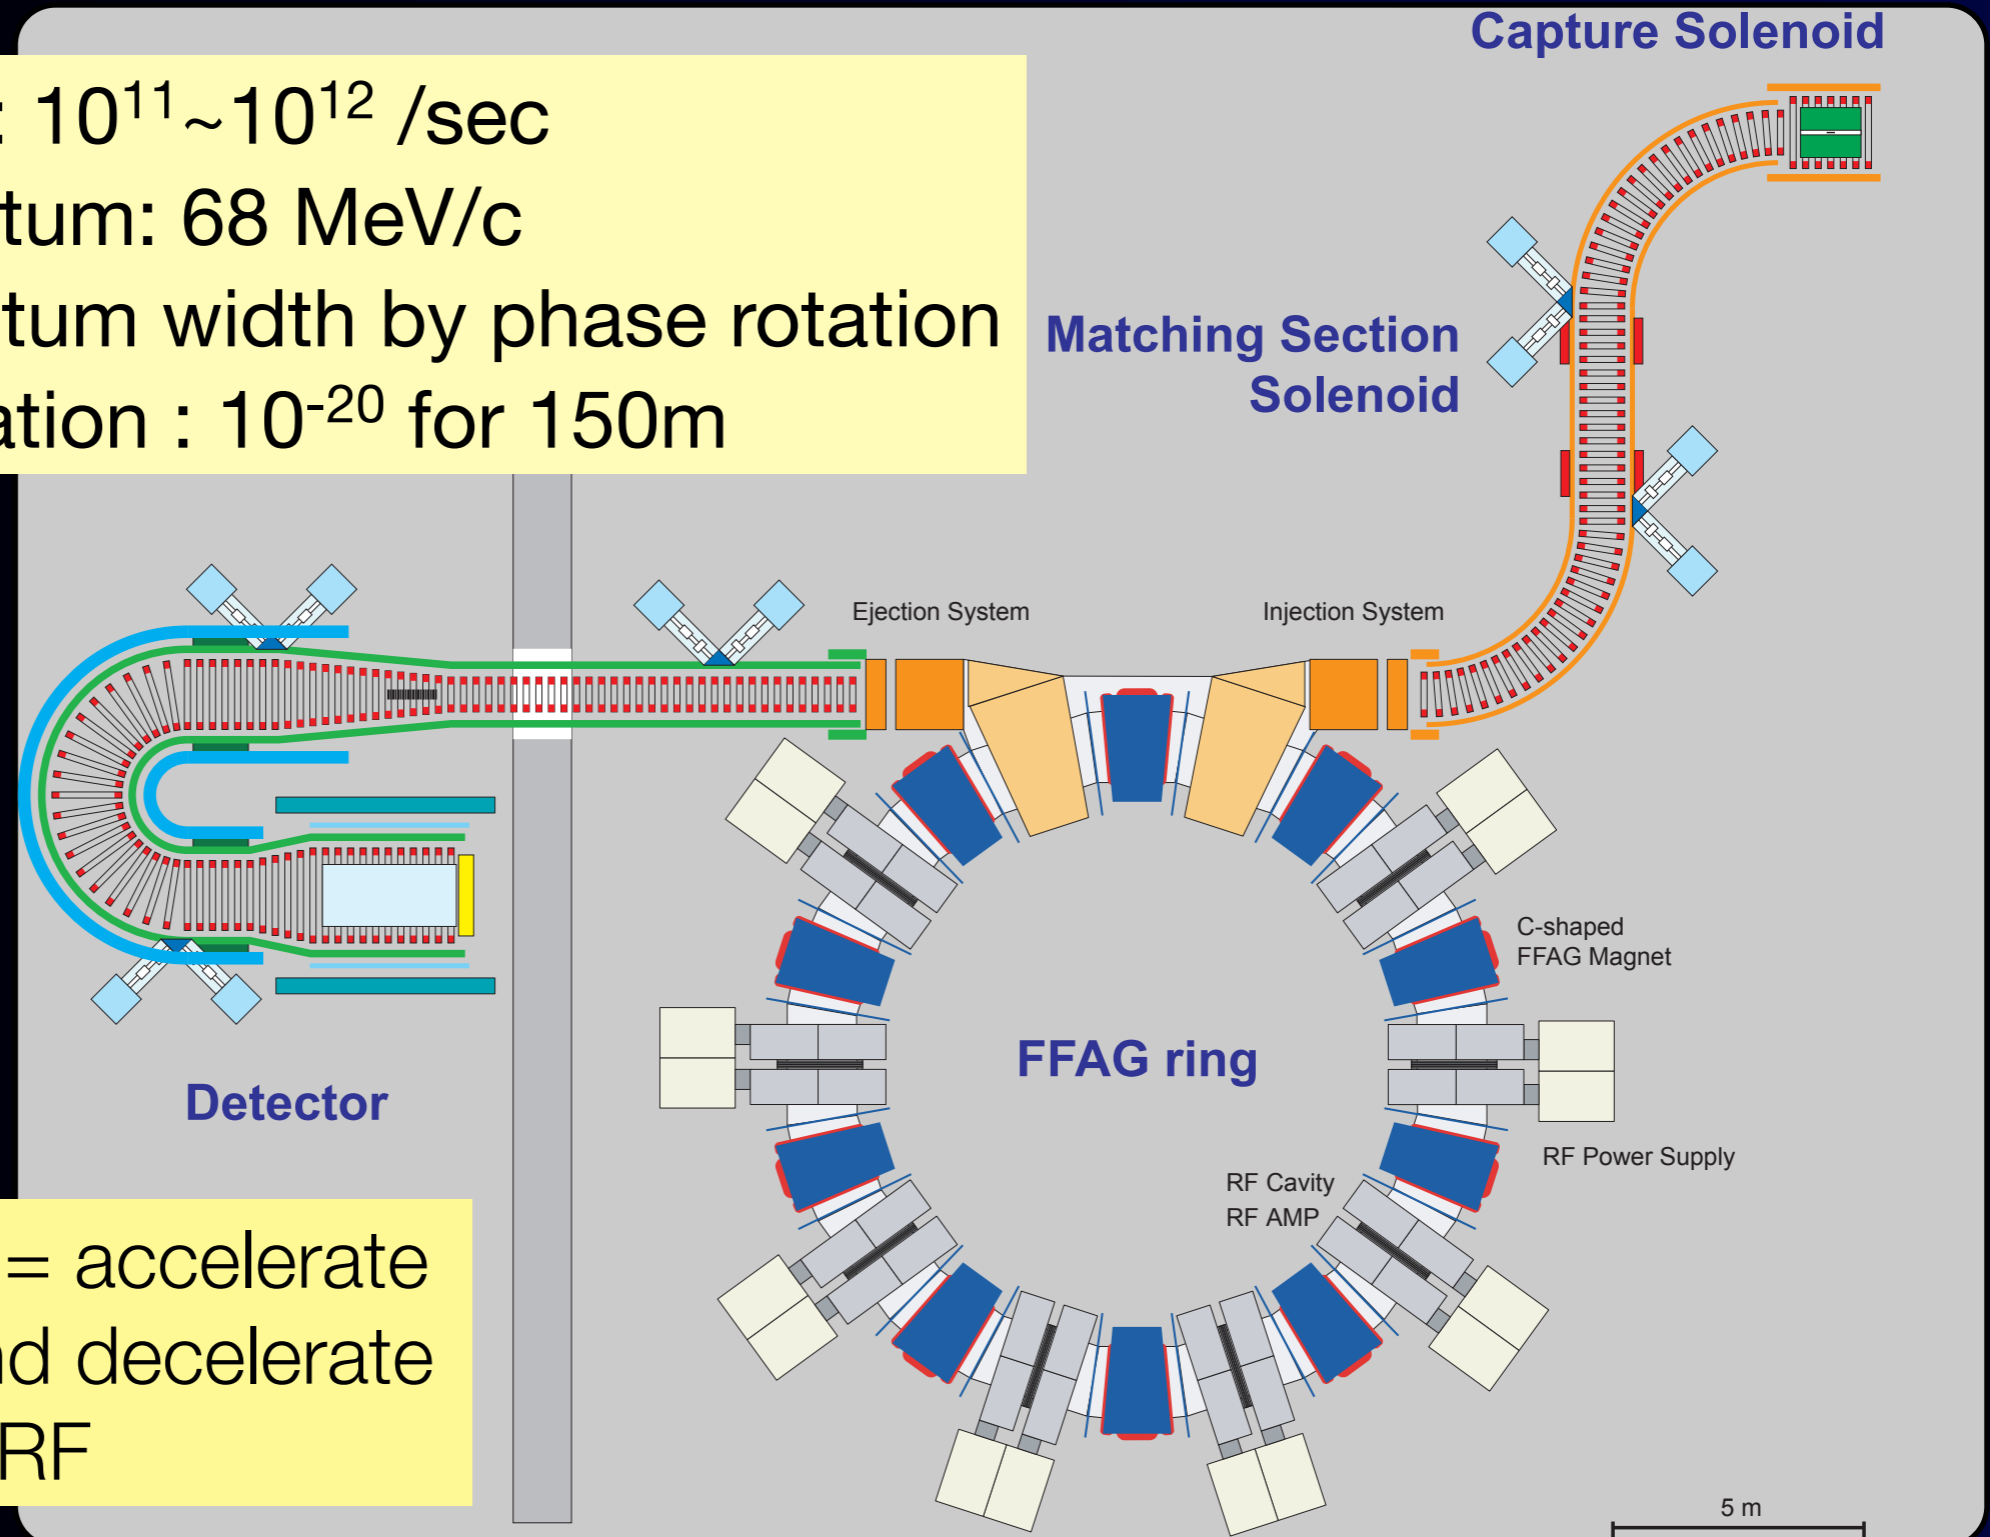 Capture Solenoid
: 10¹¹~10¹² /sec
tum: 68 MeV/c
tum width by phase rotation
ation : 10⁻²⁰ for 150m
Matching Section
Solenoid
Ejection System
Injection System
C-shaped
FFAG Magnet
FFAG ring
Detector
RF Power Supply
RF Cavity
RF AMP
= accelerate
nd decelerate
RF
5 m